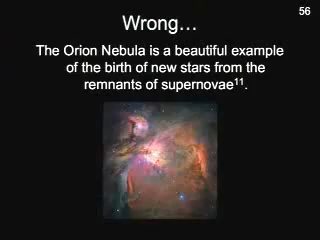 56
Wrong...
The Orion Nebula is a beautiful example
of the birth of new stars from the
remnants of supernovae¹¹.